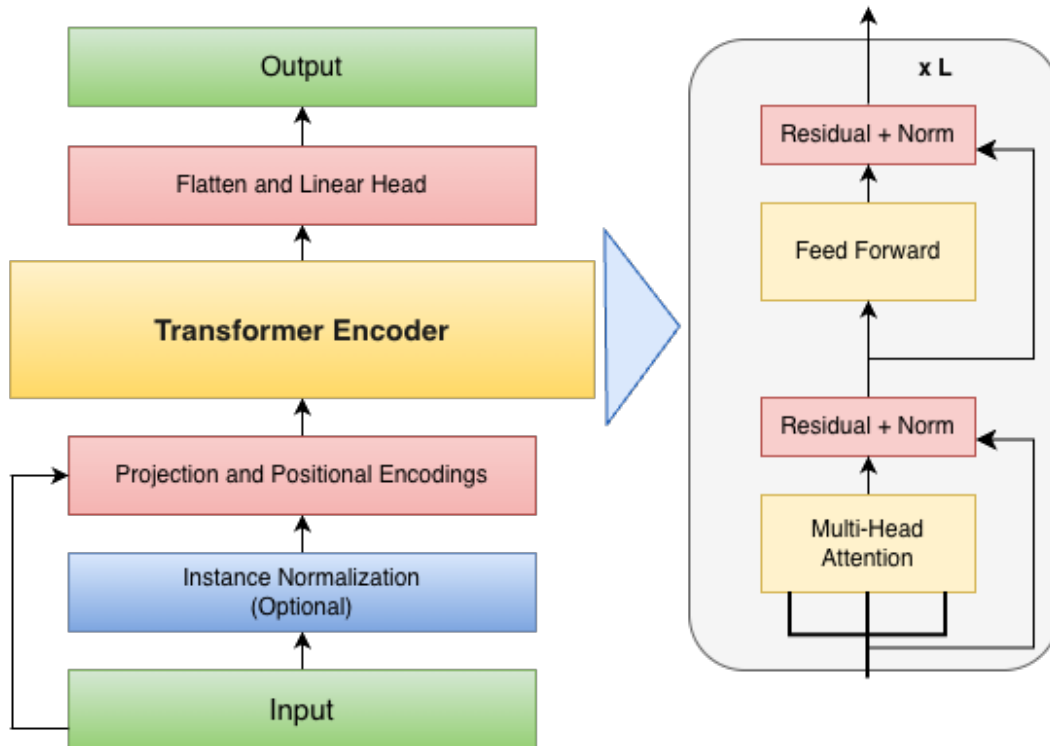 Output
Flatten and Linear Head
Transformer Encoder
Projection and Positional Encodings
Instance Normalization
(Optional)
Input
x L
Residual + Norm
Feed Forward
Residual + Norm
Multi-Head
Attention